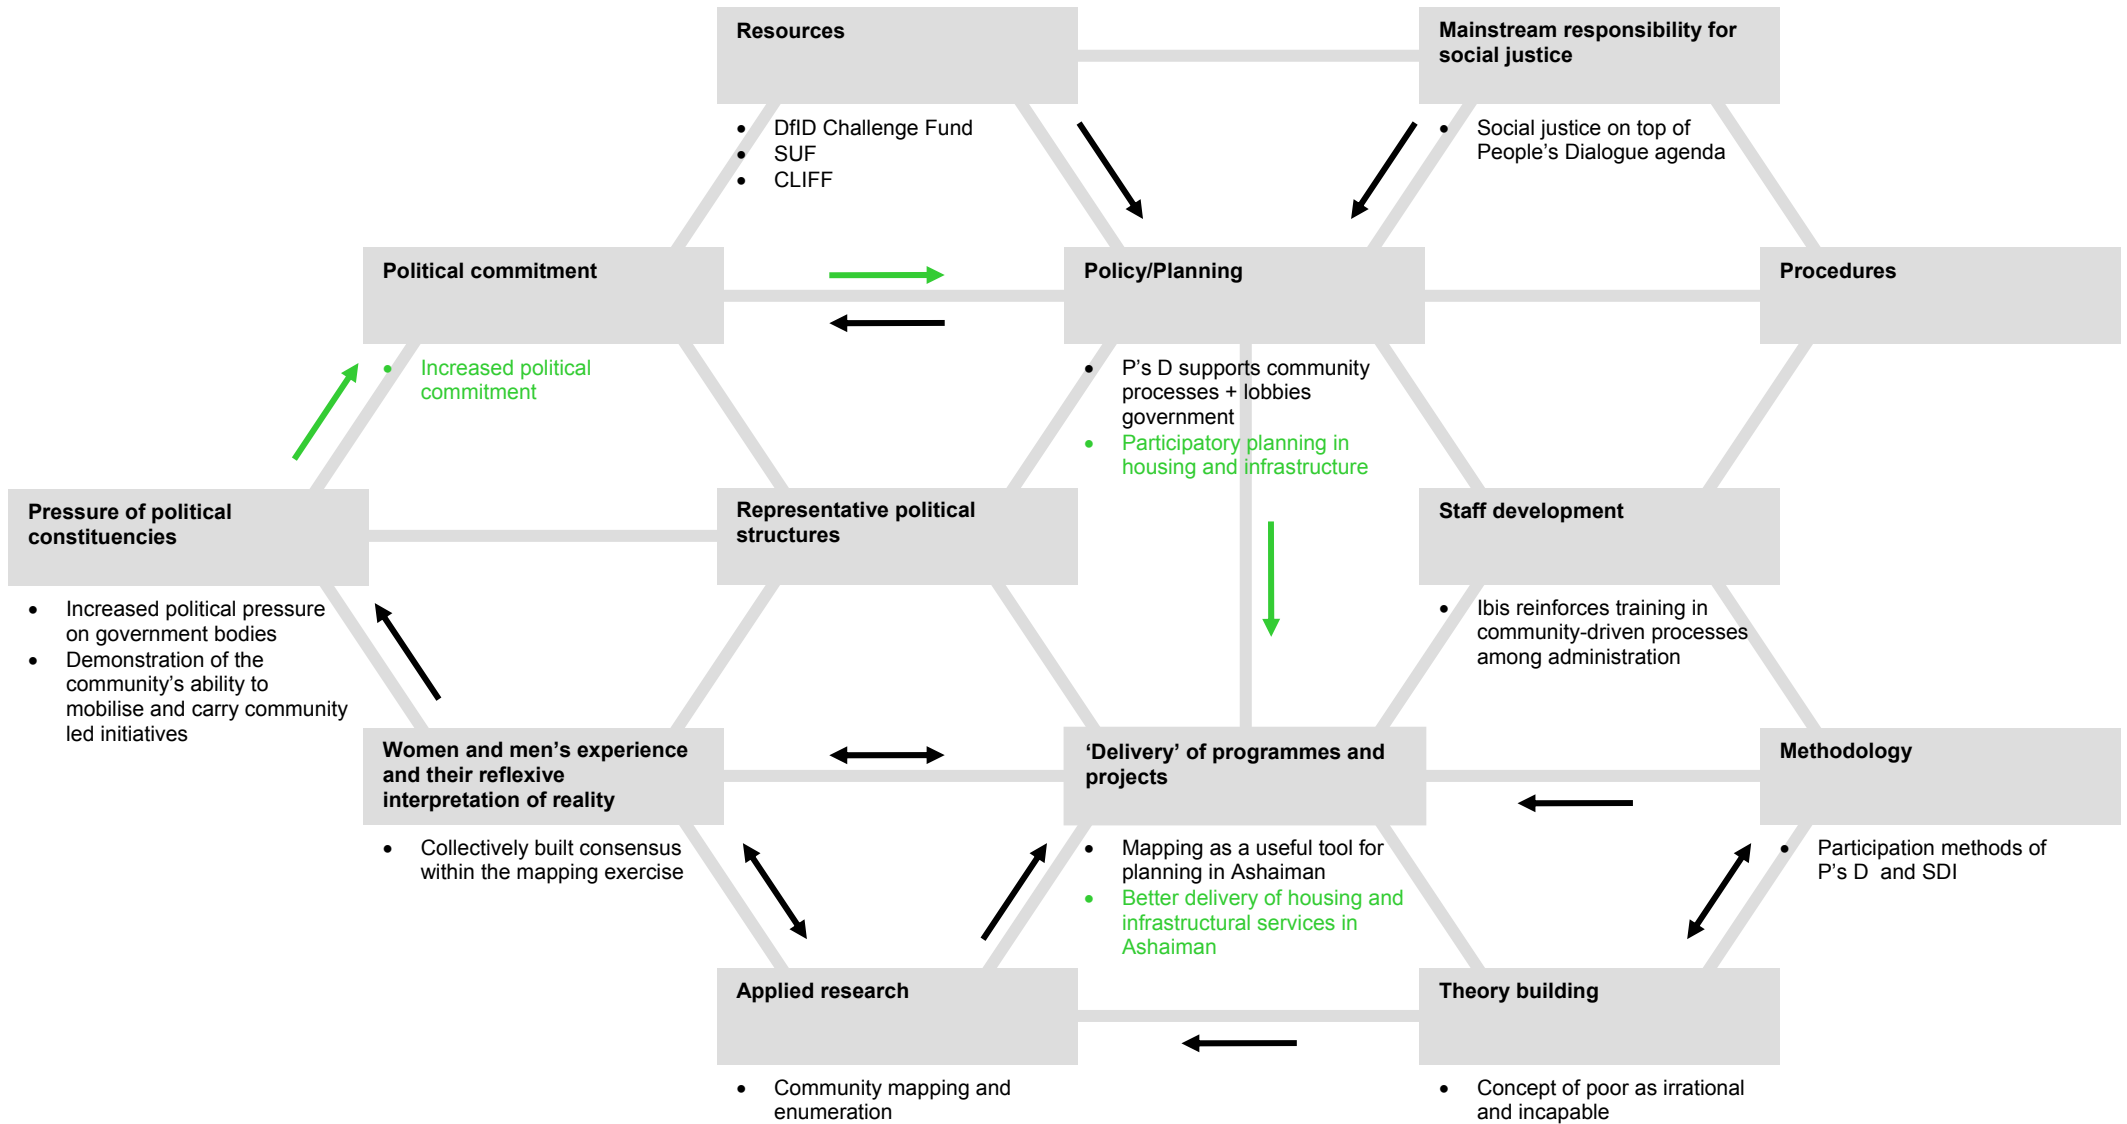 Resources
Mainstream responsibility for
social justice
• DfID Challenge Fund
• SUF
• CLIFF
• Social justice on top of
People’s Dialogue agenda
Political commitment
Policy/Planning
Procedures
• Increased political
commitment
• P’s D supports community
processes + lobbies
government
• Participatory planning in
housing and infrastructure
Pressure of political
constituencies
Representative political
structures
Staff development
• Increased political pressure
on government bodies
• Demonstration of the
community’s ability to
mobilise and carry community
led initiatives
• Ibis reinforces training in
community-driven processes
among administration
Women and men’s experience
and their reflexive
interpretation of reality
‘Delivery’ of programmes and
projects
Methodology
• Collectively built consensus
within the mapping exercise
• Mapping as a useful tool for
planning in Ashaiman
• Better delivery of housing and
infrastructural services in
Ashaiman
• Participation methods of
P’s D and SDI
Applied research
Theory building
• Community mapping and
enumeration
• Concept of poor as irrational
and incapable